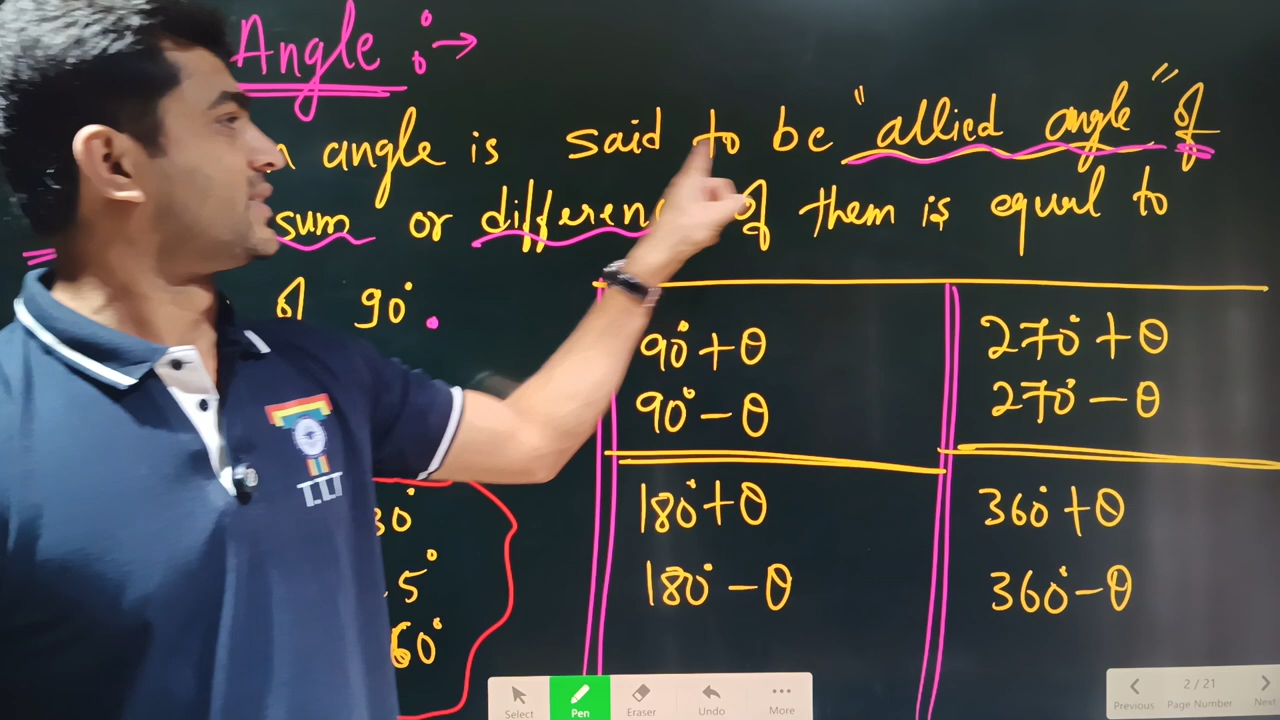 Angle :→
angle is said to be "allied angle" of
sum or differen of them is equal to
of 90°.
90°+θ
90°-θ
270°+θ
270°-θ
30°
5°
60°
180°+θ
180°-θ
360°+θ
360°-θ
Select Pen Eraser Undo More
Previous 2 / 21 Page Number Next